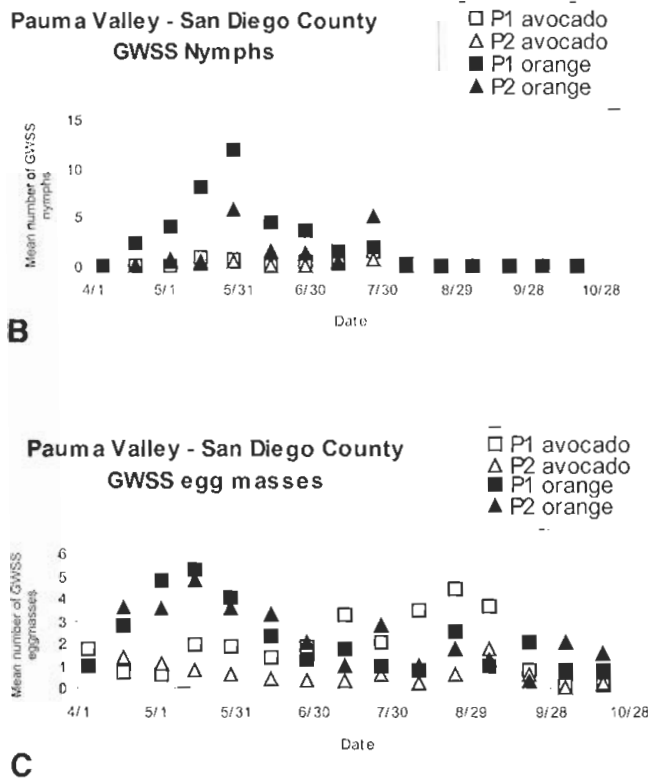 Pauma Valley - San Diego County
GWSS Nymphs
P1 avocado
P2 avocado
P1 orange
P2 orange
Mean number of GWSS
nymphs
15
10
5
0
4/1
5/1
5/31
6/30
7/30
8/29
9/28
10/28
Date
B
Pauma Valley - San Diego County
GWSS egg masses
P1 avocado
P2 avocado
P1 orange
P2 orange
Mean number of GWSS
eggmasses
6
5
4
3
2
1
0
4/1
5/1
5/31
6/30
7/30
8/29
9/28
10/28
Date
C